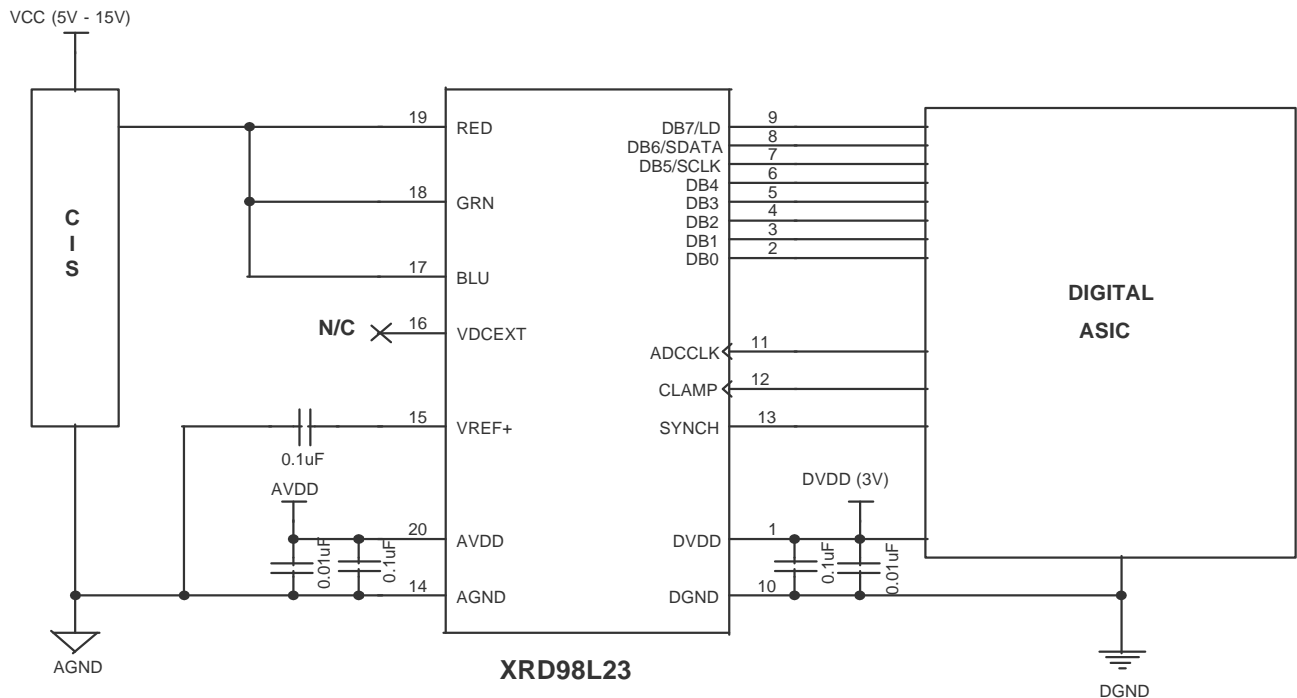 VCC (5V - 15V)
C
I
S
19
RED
18
GRN
17
BLU
N/C
16
VDCEXT
15
VREF+
0.1uF
AVDD
20
AVDD
0.01uF
0.1uF
14
AGND
AGND
DB7/LD
9
DB6/SDATA
8
DB5/SCLK
7
DB4
6
DB3
5
DB2
4
DB1
3
DB0
2
ADCCLK
11
CLAMP
12
SYNCH
13
DVDD (3V)
DVDD
1
0.1uF
0.01uF
DGND
10
DIGITAL
ASIC
XRD98L23
DGND